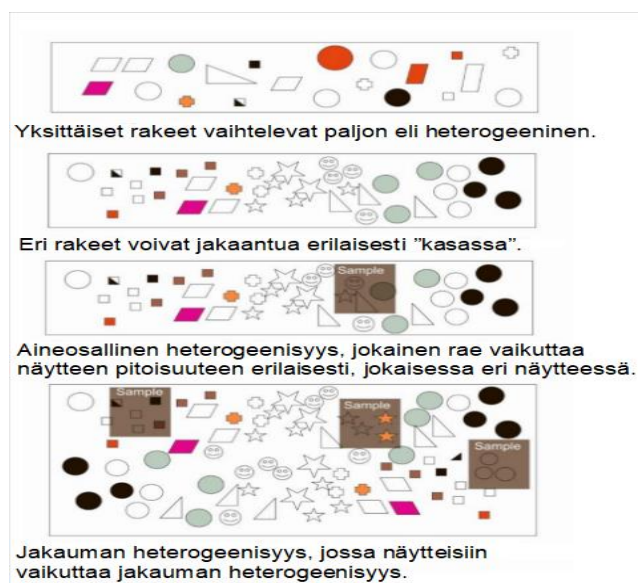 Yksittäiset rakeet vaihtelevat paljon eli heterogeeninen.
Eri rakeet voivat jakaantua erilaisesti ”kasassa”.
Sample
Aineosallinen heterogeenisyys, jokainen rae vaikuttaa
näytteen pitoisuuteen erilaisesti, jokaisessa eri näytteessä.
Sample
Sample
Sample
Jakauman heterogeenisyys, jossa näytteisiin
vaikuttaa jakauman heterogeenisyys.